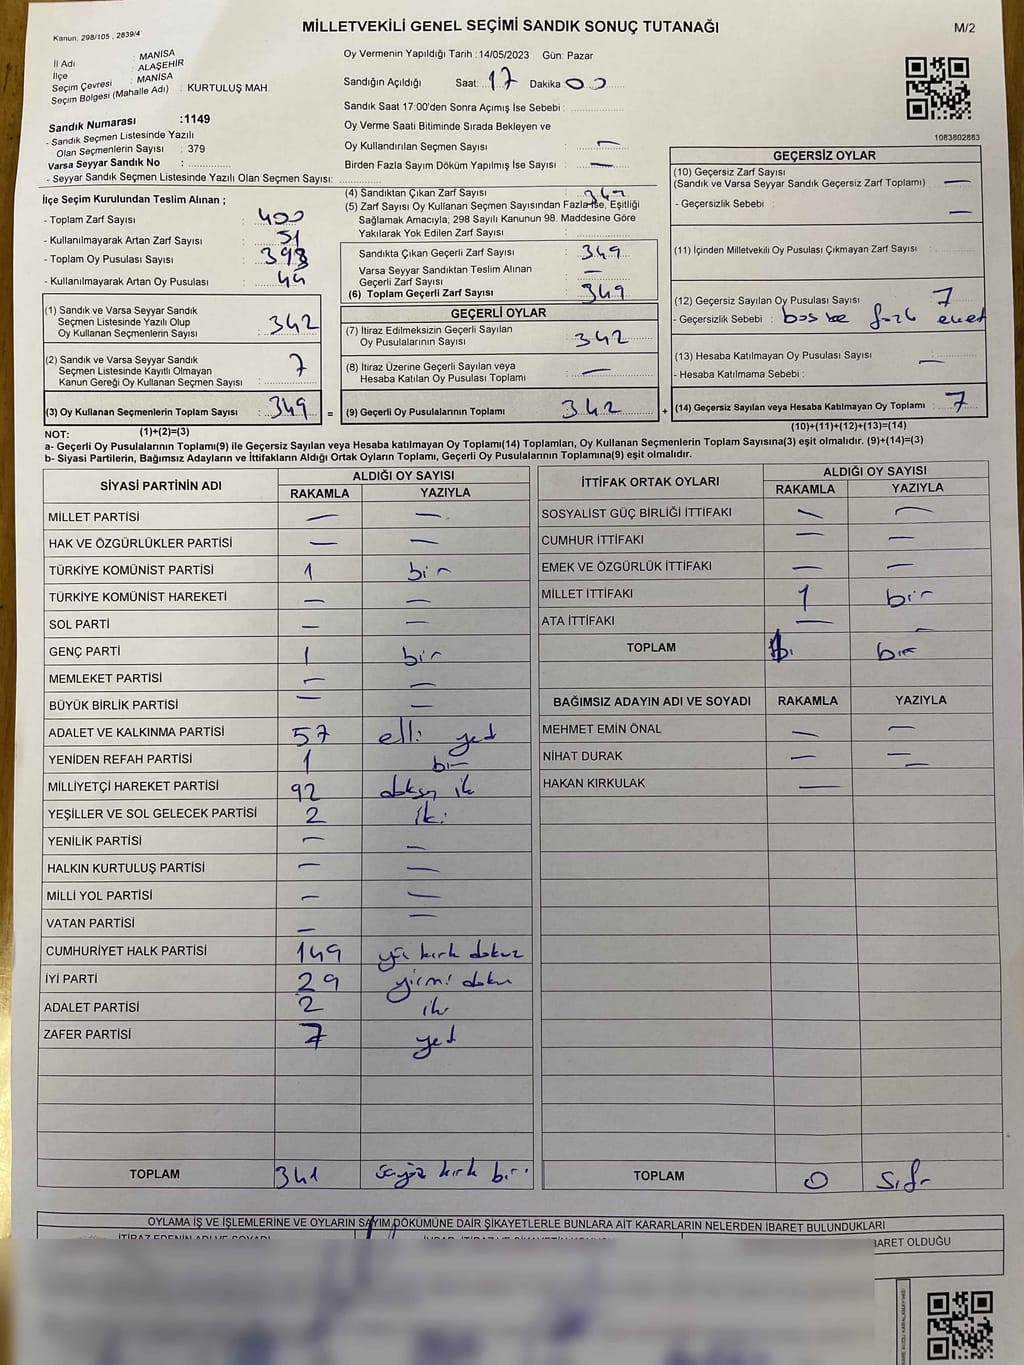 MİLLETVEKİLİ GENEL SEÇİMİ SANDIK SONUÇ TUTANAĞI
M/2
Kanun, 298/105 , 2839/4
İl Adı : MANİSA
İlçe : ALAŞEHİR
Seçim Çevresi : MANİSA
Seçim Bölgesi (Mahalle Adı) : KURTULUŞ MAH.
Sandık Numarası :1149
- Sandık Seçmen Listesinde Yazılı
Olan Seçmenlerin Sayısı : 379
Varsa Seyyar Sandık No :
- Seyyar Sandık Seçmen Listesinde Yazılı Olan Seçmen Sayısı:
Oy Vermenin Yapıldığı Tarih :14/05/2023 Gün: Pazar
Sandığın Açıldığı Saat: 17 Dakika 00
Sandık Saat 17:00'den Sonra Açımış İse Sebebi :
Oy Verme Saati Bitiminde Sırada Bekleyen ve
Oy Kullandırılan Seçmen Sayısı : —
Birden Fazla Sayım Döküm Yapılmış İse Sayısı : —
1083802883
İlçe Seçim Kurulundan Teslim Alınan ;
- Toplam Zarf Sayısı : 400
- Kullanılmayarak Artan Zarf Sayısı : 51
- Toplam Oy Pusulası Sayısı : 393
- Kullanılmayarak Artan Oy Pusulası : 44
(1) Sandık ve Varsa Seyyar Sandık
Seçmen Listesinde Yazılı Olup
Oy Kullanan Seçmenlerin Sayısı : 342
(2) Sandık ve Varsa Seyyar Sandık
Seçmen Listesinde Kayıtlı Olmayan
Kanun Gereği Oy Kullanan Seçmen Sayısı : 7
(3) Oy Kullanan Seçmenlerin Toplam Sayısı : 349 =
(4) Sandıktan Çıkan Zarf Sayısı : 349
(5) Zarf Sayısı Oy Kullanan Seçmen Sayısından Fazla ise, Eşitliği
Sağlamak Amacıyla; 298 Sayılı Kanunun 98. Maddesine Göre
Yakılarak Yok Edilen Zarf Sayısı :
Sandıkta Çıkan Geçerli Zarf Sayısı : 349
Varsa Seyyar Sandıktan Teslim Alınan
Geçerli Zarf Sayısı : —
(6) Toplam Geçerli Zarf Sayısı : 349
GEÇERLİ OYLAR
(7) İtiraz Edilmeksizin Geçerli Sayılan
Oy Pusulalarının Sayısı : 342
(8) İtiraz Üzerine Geçerli Sayılan veya
Hesaba Katılan Oy Pusulası Toplamı : —
(9) Geçerli Oy Pusulalarının Toplamı : 342 +
GEÇERSİZ OYLAR
(10) Geçersiz Zarf Sayısı
(Sandık ve Varsa Seyyar Sandık Geçersiz Zarf Toplamı) : —
- Geçersizlik Sebebi : —
(11) İçinden Milletvekili Oy Pusulası Çıkmayan Zarf Sayısı :
(12) Geçersiz Sayılan Oy Pusulası Sayısı : 7
- Geçersizlik Sebebi :
(13) Hesaba Katılmayan Oy Pusulası Sayısı : —
- Hesaba Katılmama Sebebi :
(14) Geçersiz Sayılan veya Hesaba Katılmayan Oy Toplamı : 7
NOT: (1)+(2)=(3)
(10)+(11)+(12)+(13)=(14)
a- Geçerli Oy Pusulalarının Toplamı(9) ile Geçersiz Sayılan veya Hesaba katılmayan Oy Toplamı(14) Toplamları, Oy Kullanan Seçmenlerin Toplam Sayısına(3) eşit olmalıdır. (9)+(14)=(3)
b- Siyasi Partilerin, Bağımsız Adayların ve İttifakların Aldığı Ortak Oyların Toplamı, Geçerli Oy Pusulalarının Toplamına(9) eşit olmalıdır.
SİYASİ PARTİNİN ADI ALDIĞI OY SAYISI
RAKAMLA YAZIYLA
MİLLET PARTİSİ — —
HAK VE ÖZGÜRLÜKLER PARTİSİ — —
TÜRKİYE KOMÜNİST PARTİSİ 1 bir
TÜRKİYE KOMÜNİST HAREKETİ — —
SOL PARTİ — —
GENÇ PARTİ 1 bir
MEMLEKET PARTİSİ — —
BÜYÜK BİRLİK PARTİSİ — —
ADALET VE KALKINMA PARTİSİ 57 elli yedi
YENİDEN REFAH PARTİSİ 1 bir
MİLLİYETÇİ HAREKET PARTİSİ 92 doksan iki
YEŞİLLER VE SOL GELECEK PARTİSİ 2 iki
YENİLİK PARTİSİ — —
HALKIN KURTULUŞ PARTİSİ — —
MİLLİ YOL PARTİSİ — —
VATAN PARTİSİ — —
CUMHURİYET HALK PARTİSİ 149 yüz kırk dokuz
İYİ PARTİ 29 yirmi dokuz
ADALET PARTİSİ 2 iki
ZAFER PARTİSİ 7 yedi
TOPLAM 341 üçyüz kırk bir
İTTİFAK ORTAK OYLARI ALDIĞI OY SAYISI
RAKAMLA YAZIYLA
SOSYALİST GÜÇ BİRLİĞİ İTTİFAKI — —
CUMHUR İTTİFAKI — —
EMEK VE ÖZGÜRLÜK İTTİFAKI — —
MİLLET İTTİFAKI 1 bir
ATA İTTİFAKI — —
TOPLAM 1 bir
BAĞIMSIZ ADAYIN ADI VE SOYADI RAKAMLA YAZIYLA
MEHMET EMİN ÖNAL — —
NİHAT DURAK — —
HAKAN KIRKULAK — —
TOPLAM 0 sıfır
OYLAMA İŞ VE İŞLEMLERİNE VE OYLARIN SAYIM DÖKÜMÜNE DAİR ŞİKAYETLERLE BUNLARA AİT KARARLARIN NELERDEN İBARET BULUNDUKLARI
İTİRAZ EDENİN ADI VE SOYADI
BARET OLDUĞU